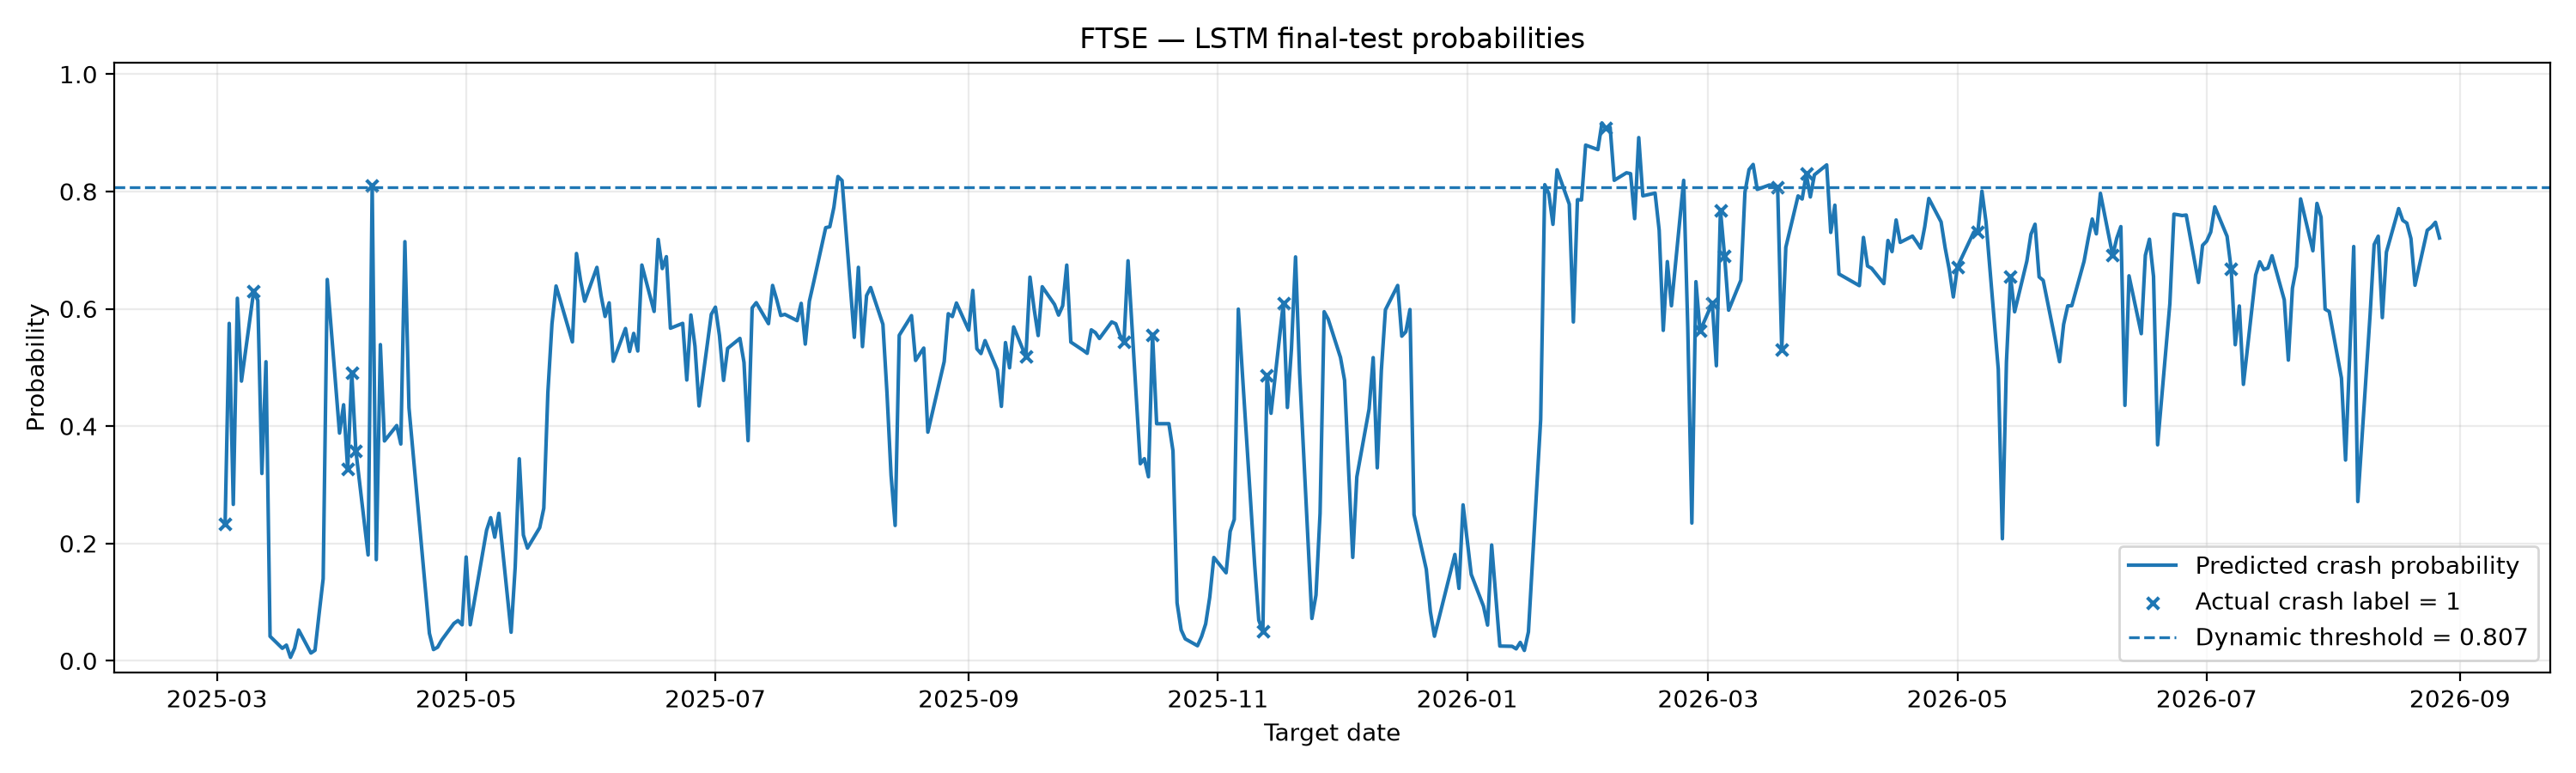 FTSE — LSTM final-test probabilities
Probability
1.0
0.8
0.6
0.4
0.2
0.0
Predicted crash probability
Actual crash label = 1
Dynamic threshold = 0.807
2025-03
2025-05
2025-07
2025-09
2025-11
2026-01
2026-03
2026-05
2026-07
2026-09
Target date